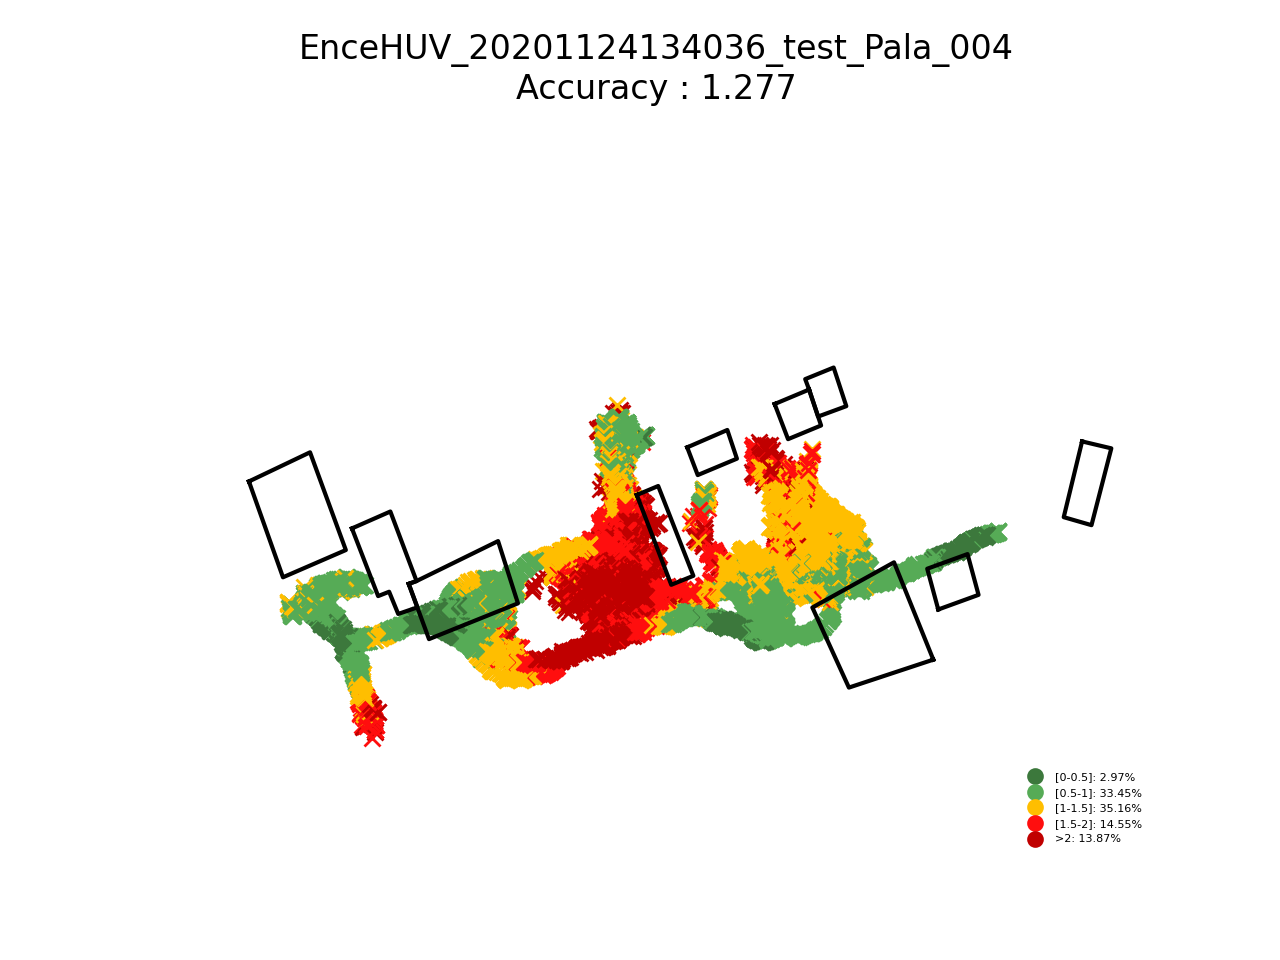 EnceHUV_20201124134036_test_Pala_004
Accuracy : 1.277
[0-0.5]: 2.97%
[0.5-1]: 33.45%
[1-1.5]: 35.16%
[1.5-2]: 14.55%
>2: 13.87%